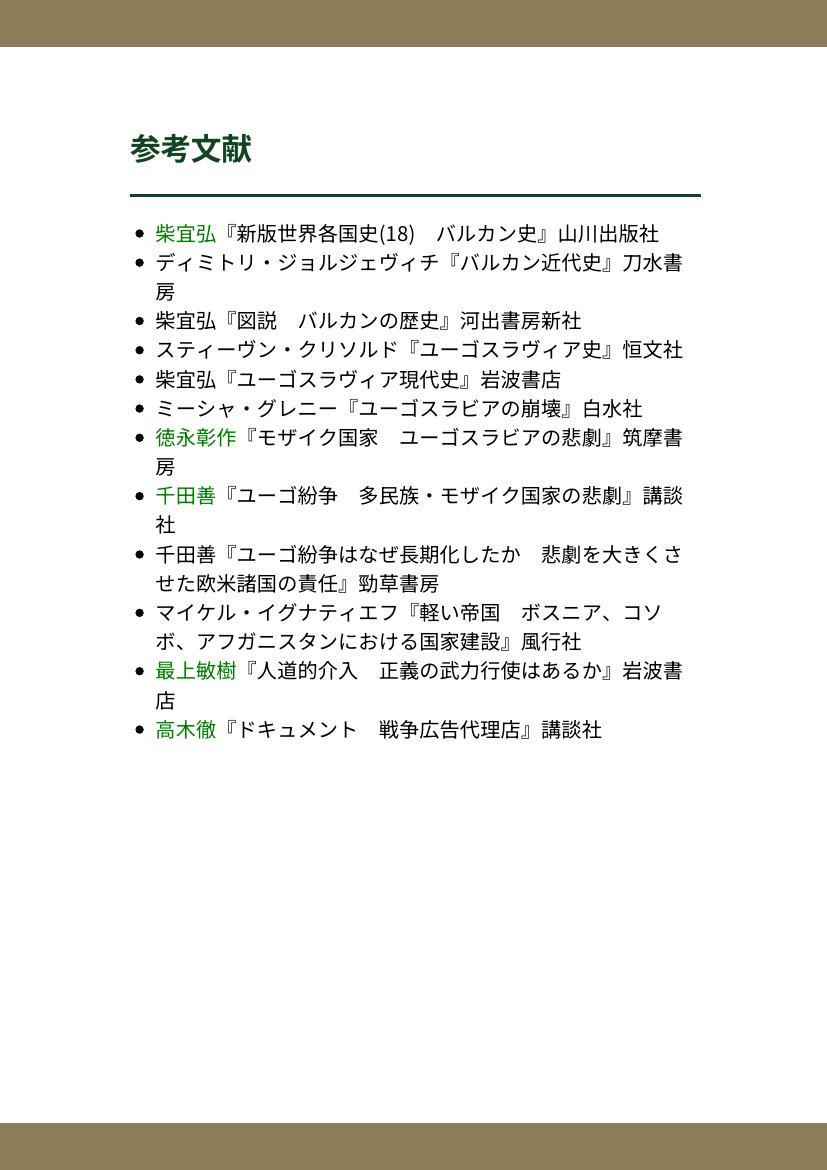 参考文献
柴宜弘『新版世界各国史(18)　バルカン史』山川出版社
ディミトリ・ジョルジェヴィチ『バルカン近代史』刀水書
房
柴宜弘『図説　バルカンの歴史』河出書房新社
スティーヴン・クリソルド『ユーゴスラヴィア史』恒文社
柴宜弘『ユーゴスラヴィア現代史』岩波書店
ミーシャ・グレニー『ユーゴスラビアの崩壊』白水社
徳永彰作『モザイク国家　ユーゴスラビアの悲劇』筑摩書
房
千田善『ユーゴ紛争　多民族・モザイク国家の悲劇』講談
社
千田善『ユーゴ紛争はなぜ長期化したか　悲劇を大きくさ
せた欧米諸国の責任』勁草書房
マイケル・イグナティエフ『軽い帝国　ボスニア、コソ
ボ、アフガニスタンにおける国家建設』風行社
最上敏樹『人道的介入　正義の武力行使はあるか』岩波書
店
高木徹『ドキュメント　戦争広告代理店』講談社